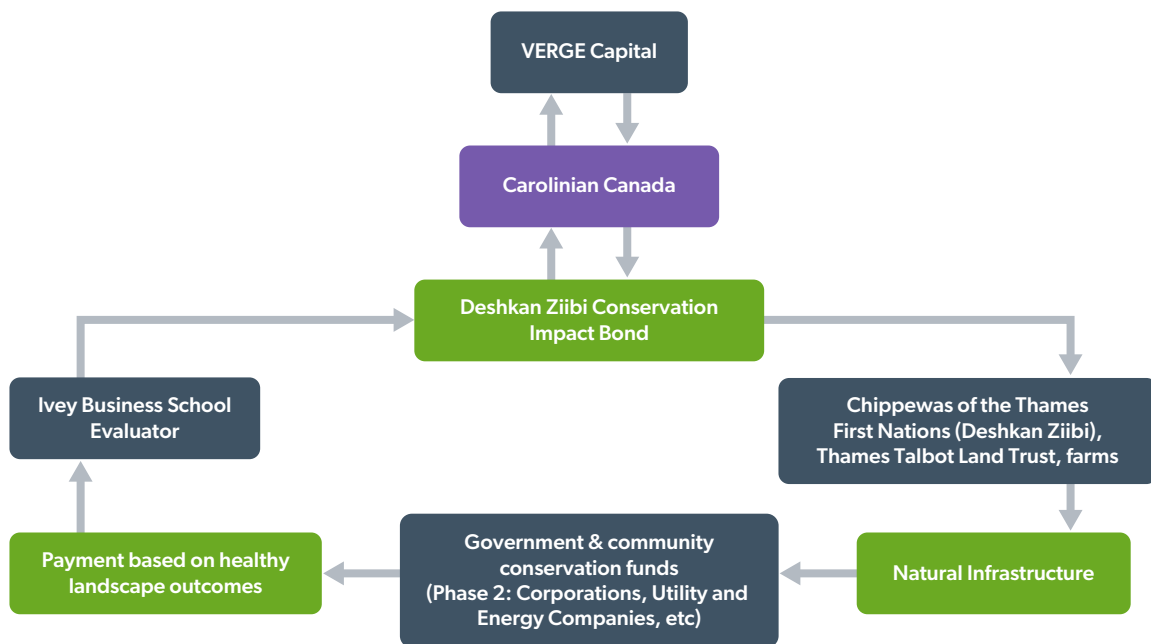 VERGE Capital
Carolinian Canada
Deshkan Ziibi Conservation
Impact Bond
Ivey Business School
Evaluator
Chippewas of the Thames
First Nations (Deshkan Ziibi),
Thames Talbot Land Trust, farms
Payment based on healthy
landscape outcomes
Government & community
conservation funds
(Phase 2: Corporations, Utility and
Energy Companies, etc)
Natural Infrastructure